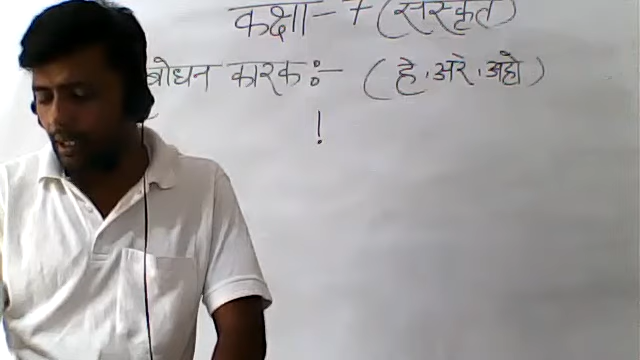 कक्षा - 7 (संस्कृत)
बोधन कारक :- (हे, अरे, अहो)
!